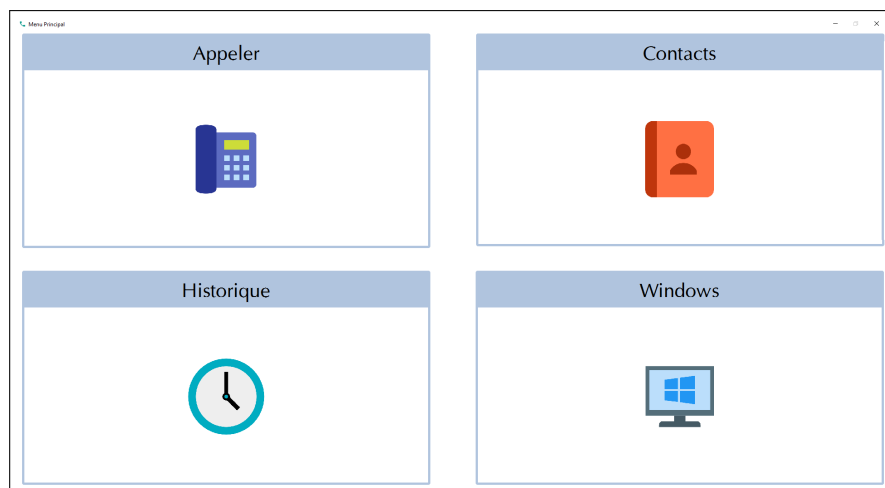 Menu Principal
Appeler
Contacts
Historique
Windows